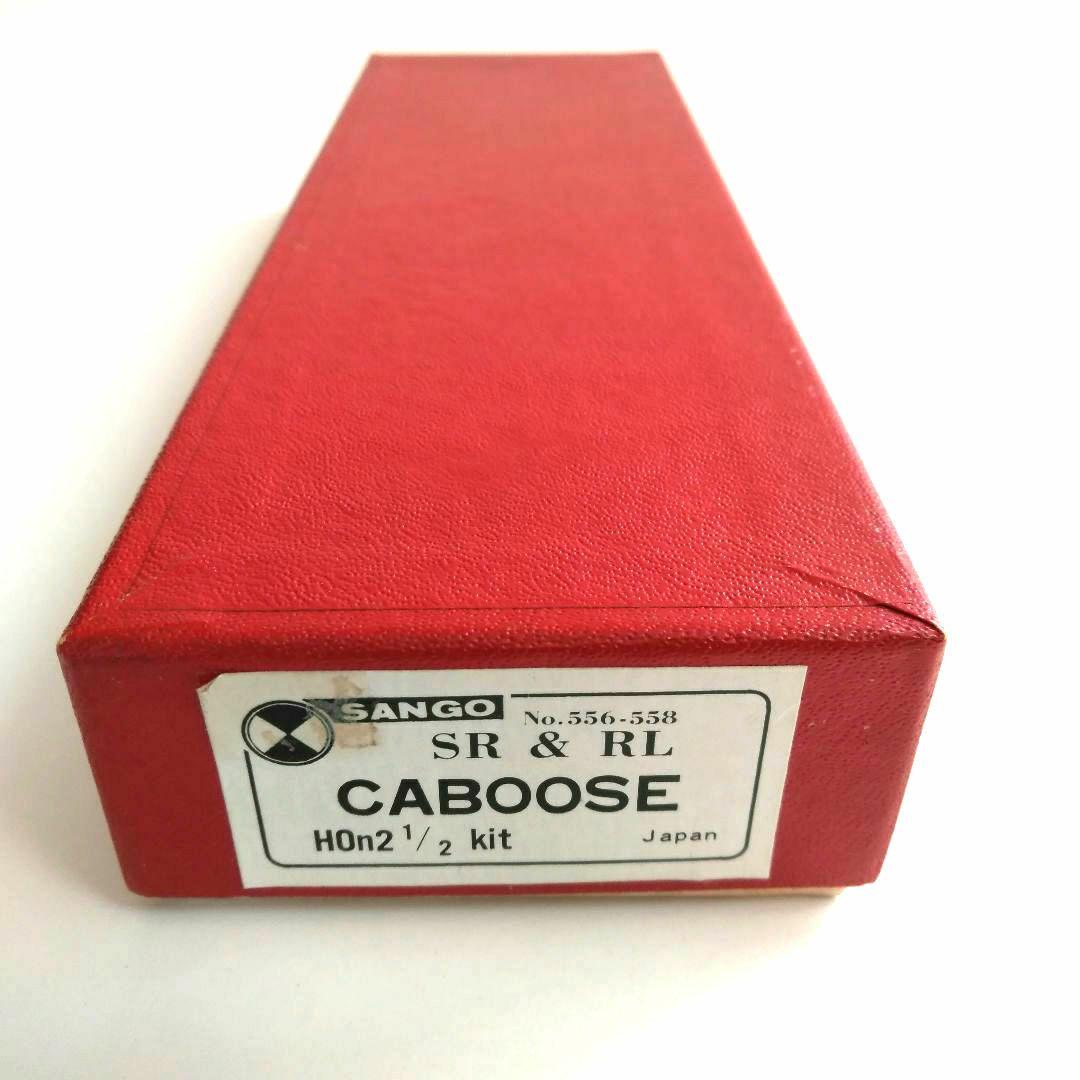 SANGO No.556-558
SR & RL
CABOOSE
HOn2 1/2 kit Japan